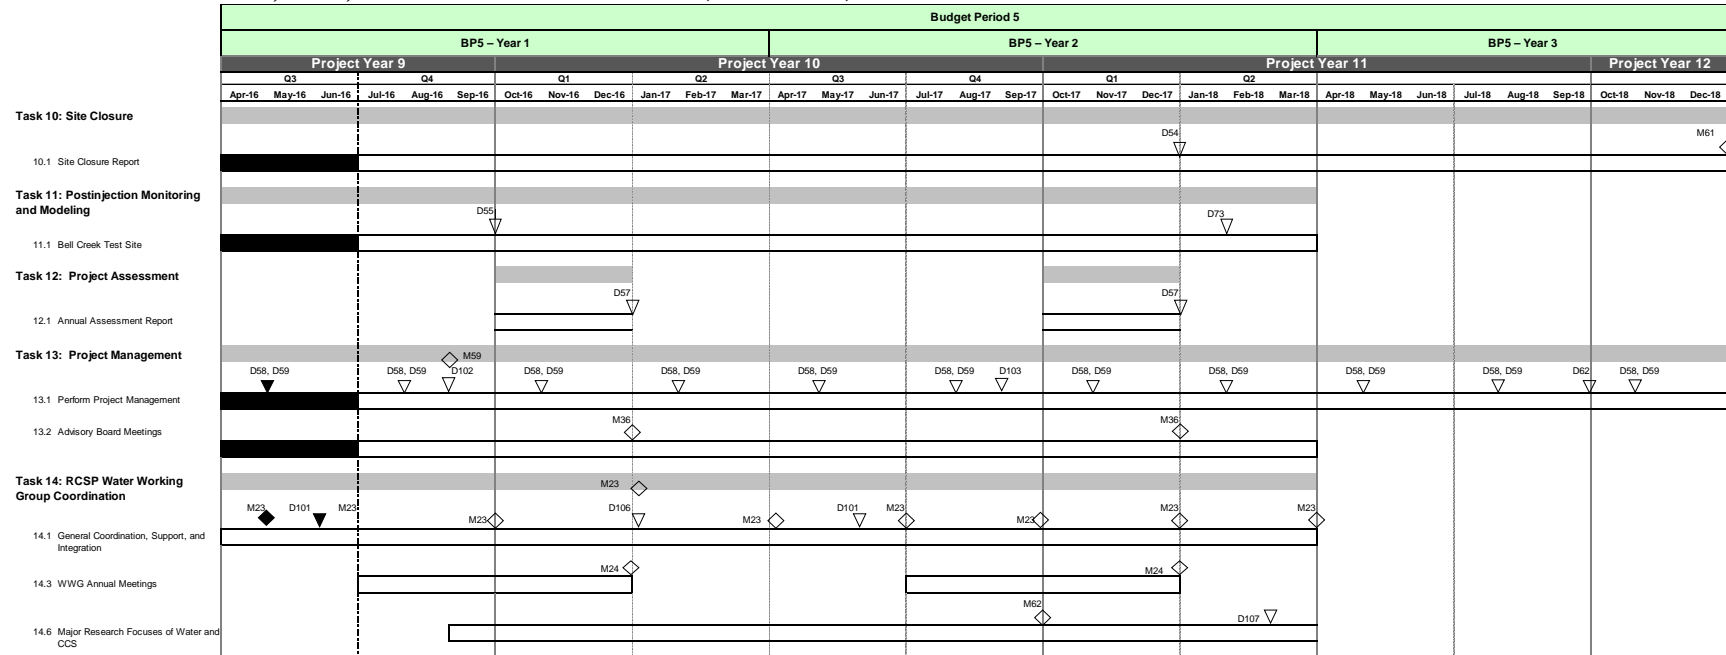 Budget Period 5
BP5 – Year 1 BP5 – Year 2 BP5 – Year 3
Project Year 9 Project Year 10 Project Year 11 Project Year 12
Q3 Q4 Q1 Q2 Q3 Q4 Q1 Q2
Apr-16 May-16 Jun-16 Jul-16 Aug-16 Sep-16 Oct-16 Nov-16 Dec-16 Jan-17 Feb-17 Mar-17 Apr-17 May-17 Jun-17 Jul-17 Aug-17 Sep-17 Oct-17 Nov-17 Dec-17 Jan-18 Feb-18 Mar-18 Apr-18 May-18 Jun-18 Jul-18 Aug-18 Sep-18 Oct-18 Nov-18 Dec-18
Task 10: Site Closure
D54 M61
10.1 Site Closure Report
Task 11: Postinjection Monitoring
and Modeling
D55 D73
11.1 Bell Creek Test Site
Task 12: Project Assessment
D57 D57
12.1 Annual Assessment Report
Task 13: Project Management
M59
D58, D59 D58, D59 D102 D58, D59 D58, D59 D58, D59 D58, D59 D103 D58, D59 D58, D59 D58, D59 D58, D59 D62 D58, D59
13.1 Perform Project Management
M36 M36
13.2 Advisory Board Meetings
Task 14: RCSP Water Working
Group Coordination
M23
M23 D101 M23 M23 D106 M23 D101 M23 M23 M23 M23
14.1 General Coordination, Support, and
Integration
M24 M24
14.3 WWG Annual Meetings
M62
D107
14.6 Major Research Focuses of Water and
CCS